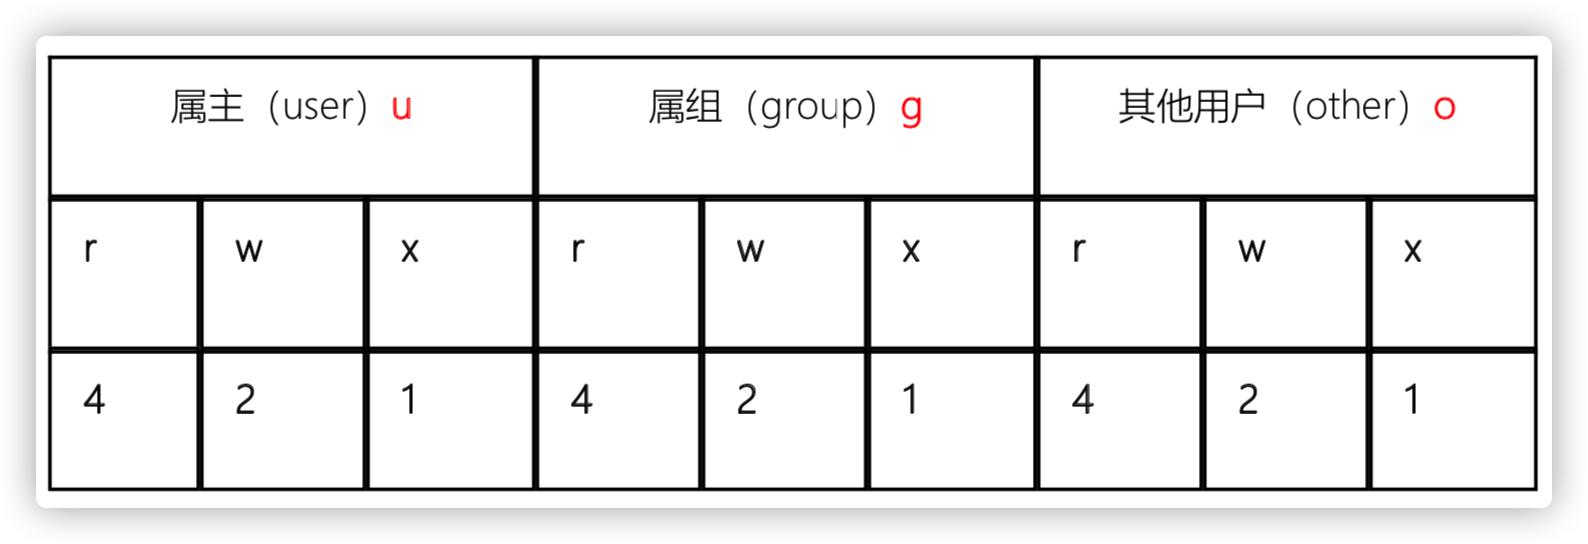 属主（user）u 属组（group）g 其他用户（other）o
r w x r w x r w x
4 2 1 4 2 1 4 2 1